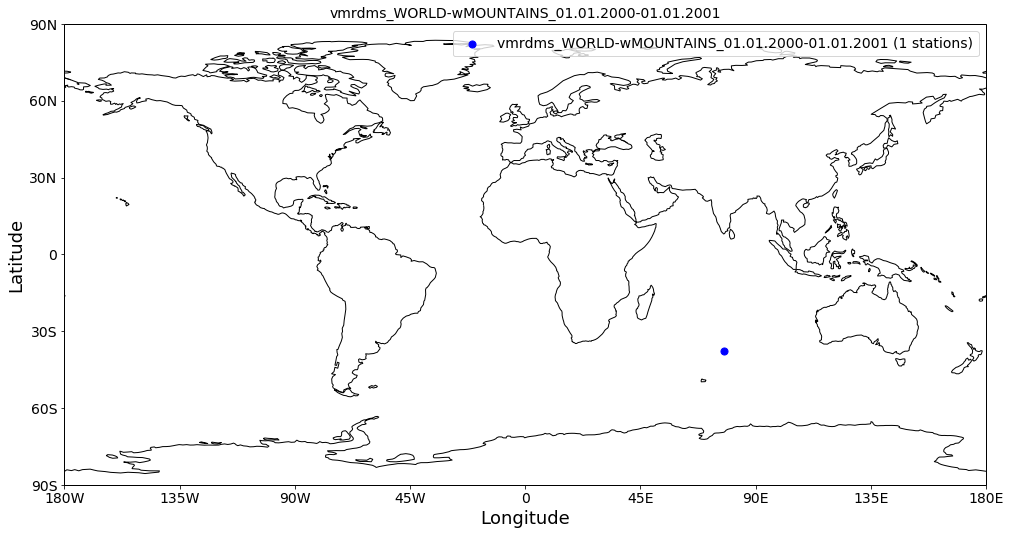 vmrdms_WORLD-wMOUNTAINS_01.01.2000-01.01.2001
vmrdms_WORLD-wMOUNTAINS_01.01.2000-01.01.2001 (1 stations)
90N
60N
30N
0
30S
60S
90S
Latitude
180W 135W 90W 45W 0 45E 90E 135E 180E
Longitude